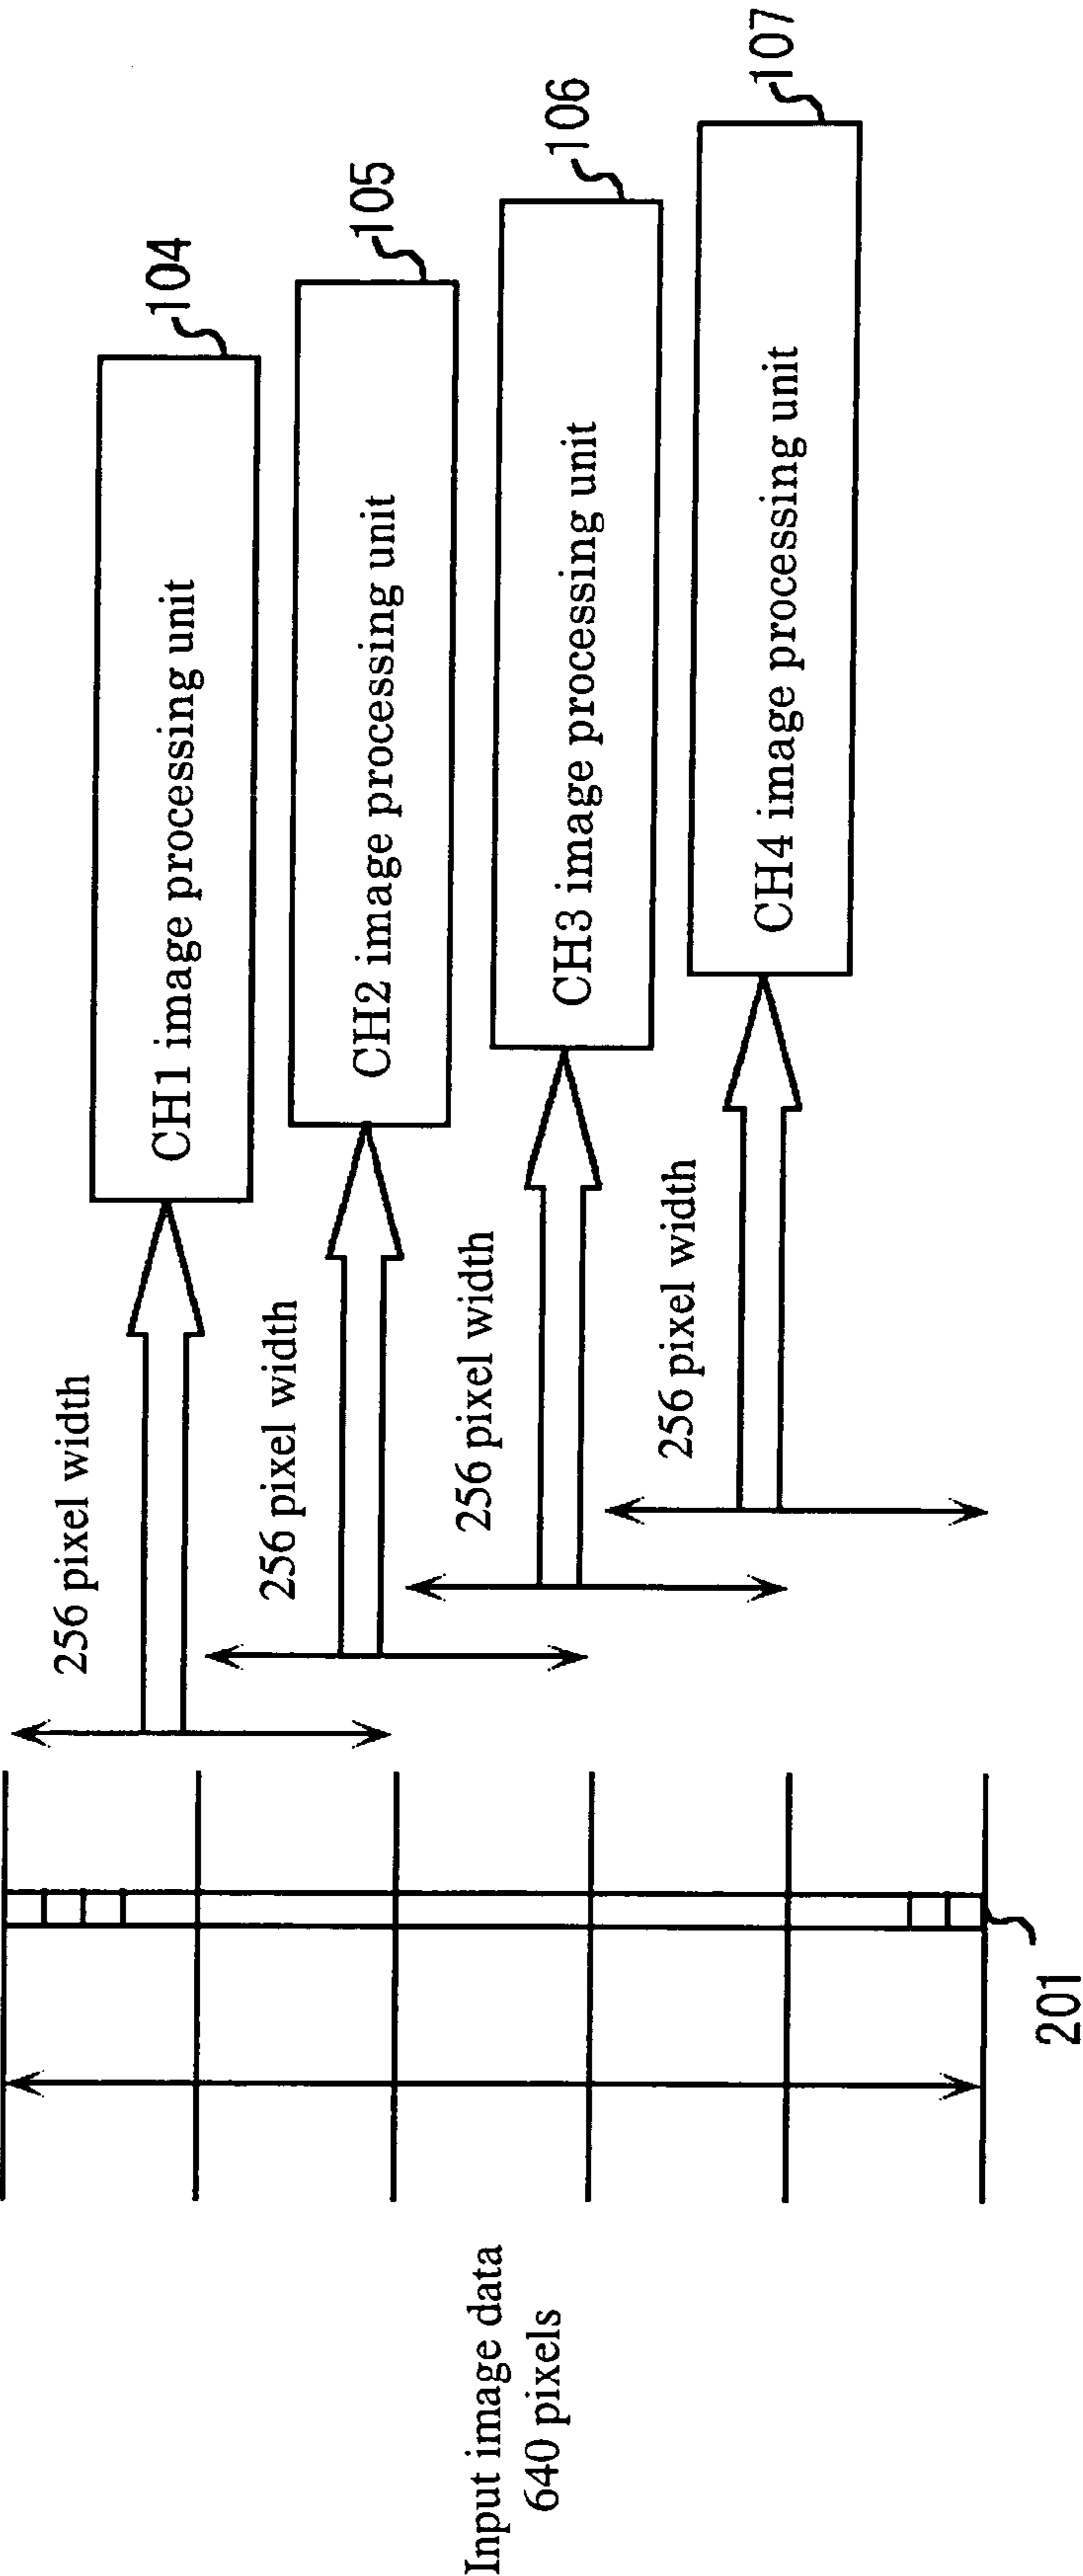 Input image data
640 pixels
201
256 pixel width
CH1 image processing unit
104
256 pixel width
CH2 image processing unit
105
256 pixel width
CH3 image processing unit
106
256 pixel width
CH4 image processing unit
107